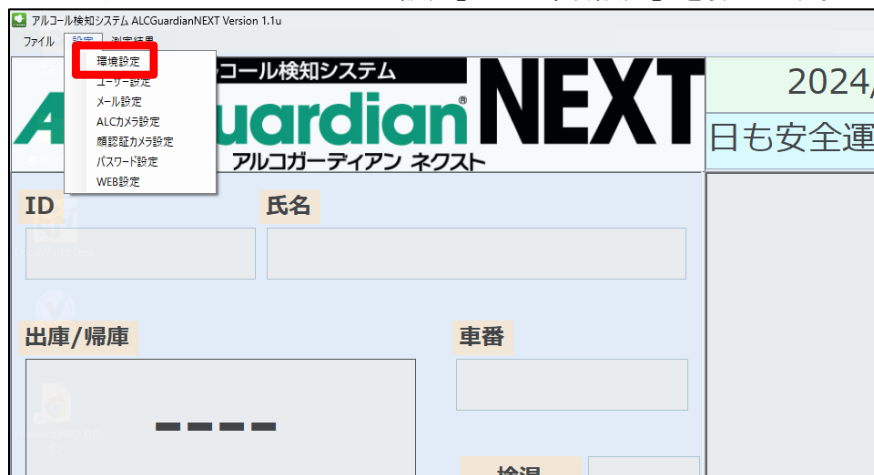 アルコール検知システム ALCGuardianNEXT Version 1.1u
ファイル 設定 測定結果
環境設定
ユーザー設定
メール設定
ALCカメラ設定
顔認証カメラ設定
パスワード設定
WEB設定
コール検知システム
A uardian® NEXT
アルコガーディアン ネクスト
2024/
日も安全運
ID 氏名
出庫/帰庫 車番
----
検温